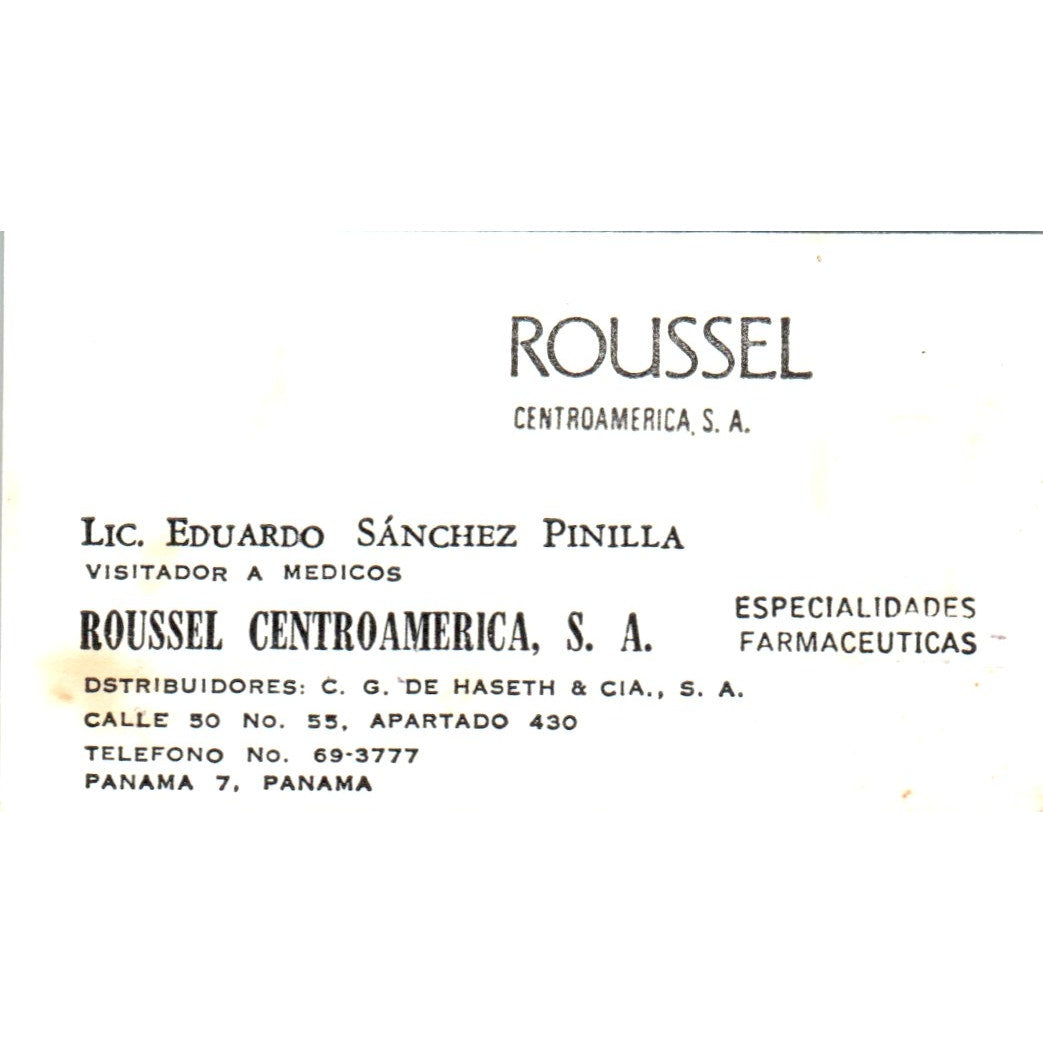 ROUSSEL
CENTROAMERICA, S. A.
LIC. EDUARDO SÁNCHEZ PINILLA
VISITADOR A MEDICOS
ROUSSEL CENTROAMERICA, S. A.
ESPECIALIDADES
FARMACEUTICAS
DSTRIBUIDORES: C. G. DE HASETH & CIA., S. A.
CALLE 50 No. 55, APARTADO 430
TELEFONO No. 69-3777
PANAMA 7, PANAMA